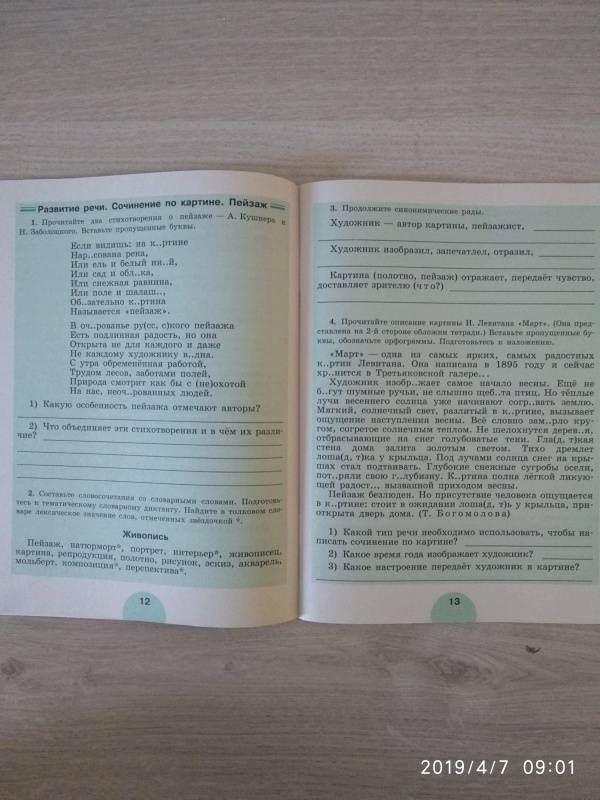 Развитие речи. Сочинение по картине. Пейзаж
1. Прочитайте два стихотворения о пейзаже — А. Кушнера и
Н. Заболоцкого. Вставьте пропущенные буквы.
Если видишь: на к..ртине
Нар..сована река,
Или ель и белый ин..й,
Или сад и обл..ка,
Или снежная равнина,
Или поле и шалаш..,
Об..зательно к..ртина
Называется «пейзаж».
В оч..рованье ру(сс, с)кого пейзажа
Есть подлинная радость, но она
Открыта не для каждого и даже
Не каждому художнику в..дна.
С утра обременённая работой,
Трудом лесов, заботами полей,
Природа смотрит как бы с (не)охотой
На нас, неоч..рованных людей.
1) Какую особенность пейзажа отмечают авторы?
2) Что объединяет эти стихотворения и в чём их разли-
чие?
2. Составьте словосочетания со словарными словами. Подготовь-
тесь к тематическому словарному диктанту. Найдите в толковом сло-
варе лексическое значение слов, отмеченных звёздочкой *.
Живопись
Пейзаж, натюрморт*, портрет, интерьер*, живописец,
картина, репродукция, полотно, рисунок, эскиз, акварель,
мольберт, композиция*, перспектива*.
12
3. Продолжите синонимические ряды.
Художник — автор картины, пейзажист,
Художник изобразил, запечатлел, отразил,
Картина (полотно, пейзаж) отражает, передаёт чувство,
доставляет зрителю (что?)
4. Прочитайте описание картины И. Левитана «Март». (Она пред-
ставлена на 2-й стороне обложки тетради.) Вставьте пропущенные бу-
квы, обозначьте орфограммы. Подготовьтесь к изложению.
«Март» — одна из самых ярких, самых радостных
к..ртин Левитана. Она написана в 1895 году и сейчас
хр..нится в Третьяковской галере...
Художник изобр..жает самое начало весны. Ещё не
б..гут шумные ручьи, не слышно щеб..та птиц. Но тёплые
лучи весеннего солнца уже начинают согр..вать землю.
Мягкий, солнечный свет, разлитый в к..ртине, вызывает
ощущение наступления весны. Всё словно зам..рло кру-
гом, согретое солнечным теплом. Не шелохнутся дерев..я,
отбрасывающие на снег голубоватые тени. Гла(д, т)кая
стена дома залита золотым светом. Тихо дремлет
лоша(д, т)ка у крыльца. Под лучами солнца снег на кры-
шах стал подтаивать. Глубокие снежные сугробы осели,
пот..ряли свою г..лубизну. К..ртина полна лёгкой ликую-
щей радост.., вызванной приходом весны.
Пейзаж безлюден. Но присутствие человека ощущается
в к..ртине: стоит в ожидании лоша(д, т)ь у крыльца, при-
открыта дверь дома. (Т. Богомолова)
1) Какой тип речи необходимо использовать, чтобы на-
писать сочинение по картине?
2) Какое время года изображает художник?
3) Какое настроение передаёт художник в картине?
13
2019/4/7 09:01